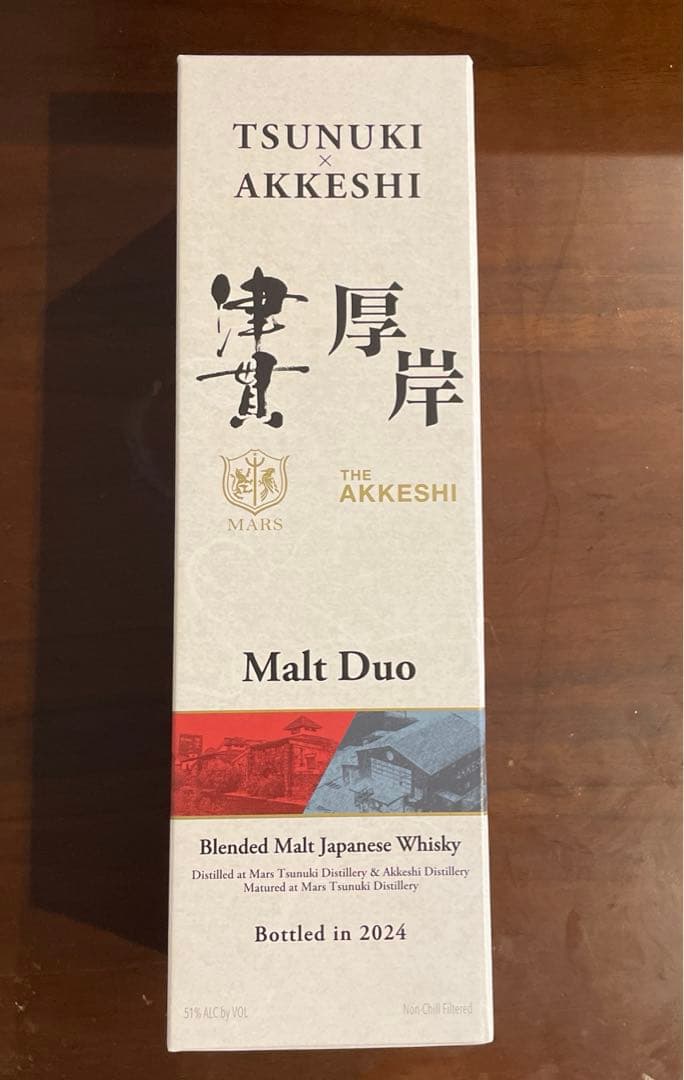 TSUNUKI
×
AKKESHI
津貫
厚岸
MARS
THE
AKKESHI
Malt Duo
Blended Malt Japanese Whisky
Distilled at Mars Tsunuki Distillery & Akkeshi Distillery
Matured at Mars Tsunuki Distillery
Bottled in 2024
51% ALC by VOL
Non Chill Filtered